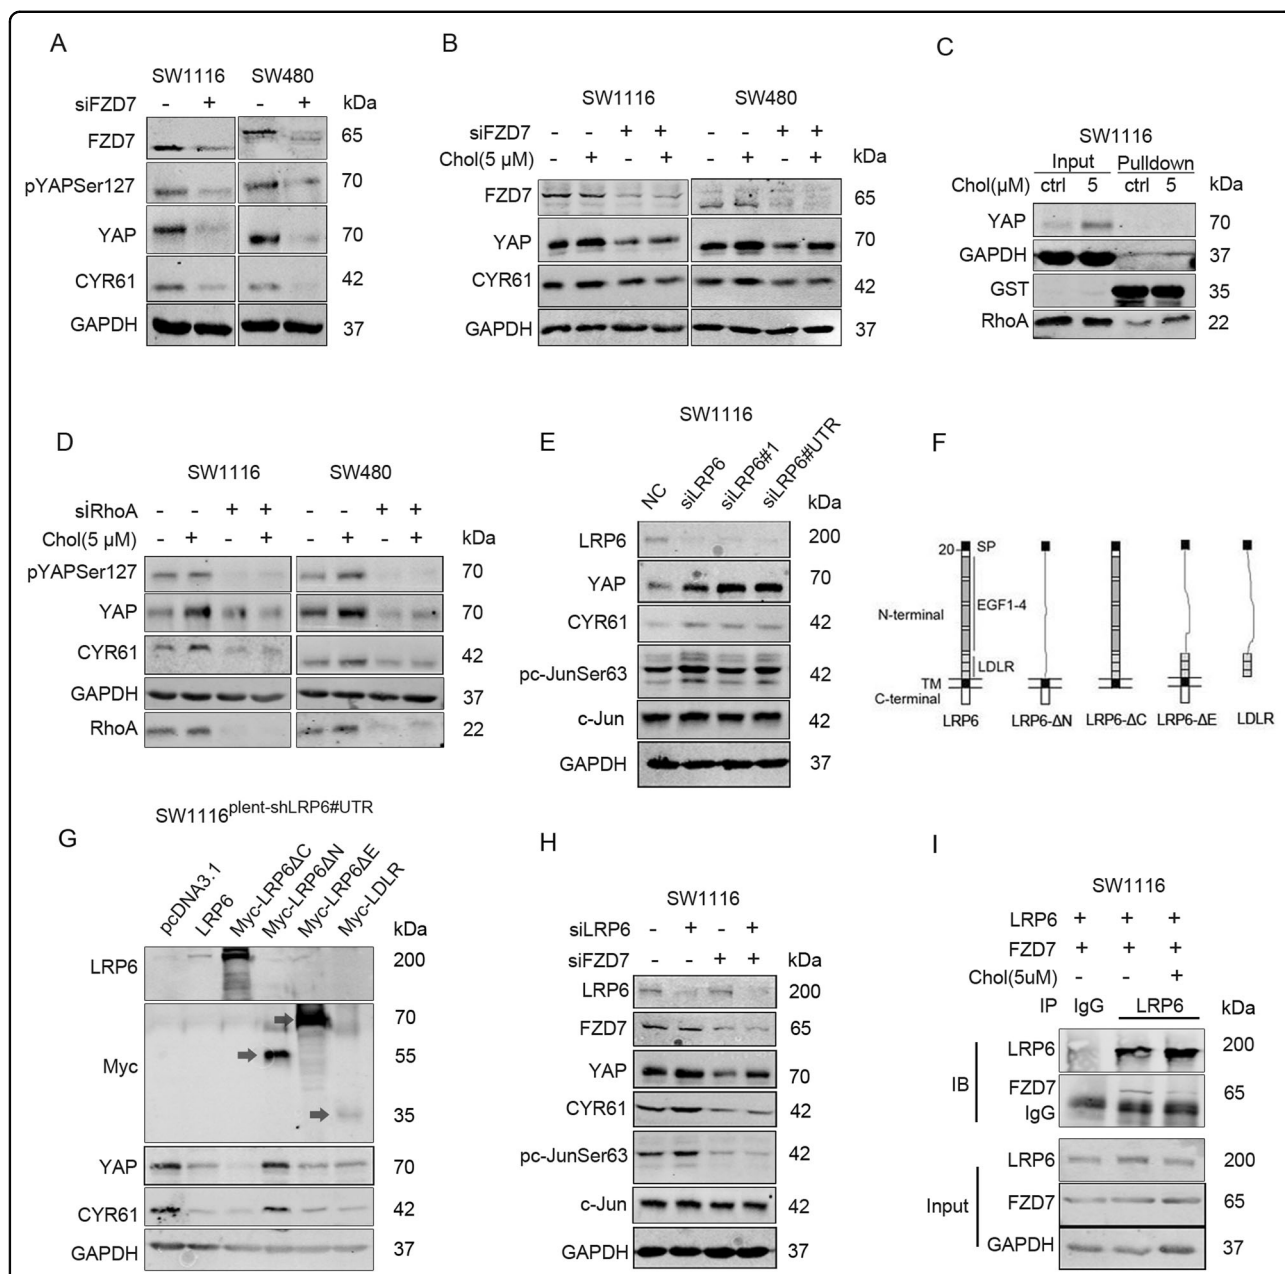 A
SW1116 SW480
siFZD7 - + - + kDa
FZD7 65
pYAPSer127 70
YAP 70
CYR61 42
GAPDH 37
B
SW1116 SW480
siFZD7 - - + + - - + +
Chol(5 µM) - + - + - + - + kDa
FZD7 65
YAP 70
CYR61 42
GAPDH 37
C
SW1116
Input Pulldown
Chol(µM) ctrl 5 ctrl 5 kDa
YAP 70
GAPDH 37
GST 35
RhoA 22
D
SW1116 SW480
siRhoA - - + + - - + +
Chol(5 µM) - + - + - + - + kDa
pYAPSer127 70
YAP 70
CYR61 42
GAPDH 37
RhoA 22
E
SW1116
NC siLRP6 siLRP6#1 siLRP6#UTR kDa
LRP6 200
YAP 70
CYR61 42
pc-JunSer63 42
c-Jun 42
GAPDH 37
F
20 SP
N-terminal EGF1-4
LDLR
TM
C-terminal
LRP6 LRP6-ΔN LRP6-ΔC LRP6-ΔE LDLR
G
SW1116plent-shLRP6#UTR
pcDNA3.1 LRP6 Myc-LRP6ΔC Myc-LRP6ΔN Myc-LRP6ΔE Myc-LDLR kDa
LRP6 200
70
Myc 55
35
YAP 70
CYR61 42
GAPDH 37
H
SW1116
siLRP6 - + - +
siFZD7 - - + + kDa
LRP6 200
FZD7 65
YAP 70
CYR61 42
pc-JunSer63 42
c-Jun 42
GAPDH 37
I
SW1116
LRP6 + + +
FZD7 + + +
Chol(5uM) - - +
IP IgG LRP6 kDa
IB LRP6 200
FZD7 65
IgG
Input LRP6 200
FZD7 65
GAPDH 37